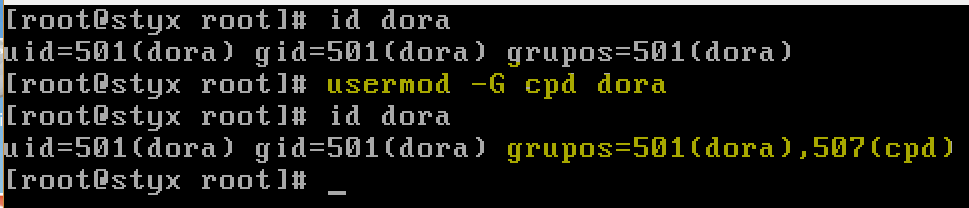 [root@styx root]# id dora
uid=501(dora) gid=501(dora) grupos=501(dora)
[root@styx root]# usermod -G cpd dora
[root@styx root]# id dora
uid=501(dora) gid=501(dora) grupos=501(dora),507(cpd)
[root@styx root]# _